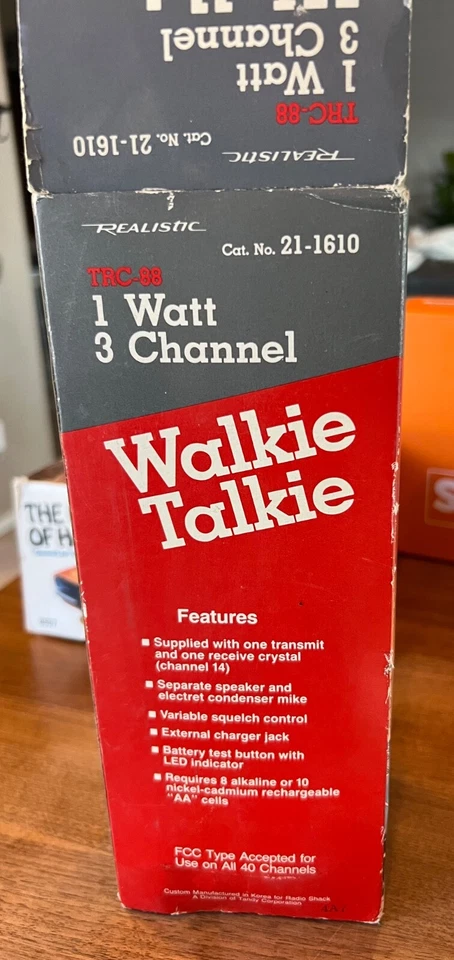 3 Channel
1 Watt
TRC-88
Cat. No. 21-1610
REALISTIC
REALISTIC
Cat. No. 21-1610
TRC-88
1 Watt
3 Channel
Walkie
Talkie
THE
OF H
S
Features
■ Supplied with one transmit
and one receive crystal
(channel 14)
■ Separate speaker and
electret condenser mike
■ Variable squelch control
■ External charger jack
■ Battery test button with
LED indicator
■ Requires 8 alkaline or 10
nickel-cadmium rechargeable
"AA" cells
FCC Type Accepted for
Use on All 40 Channels
Custom Manufactured in Korea for Radio Shack
A Division of Tandy Corporation